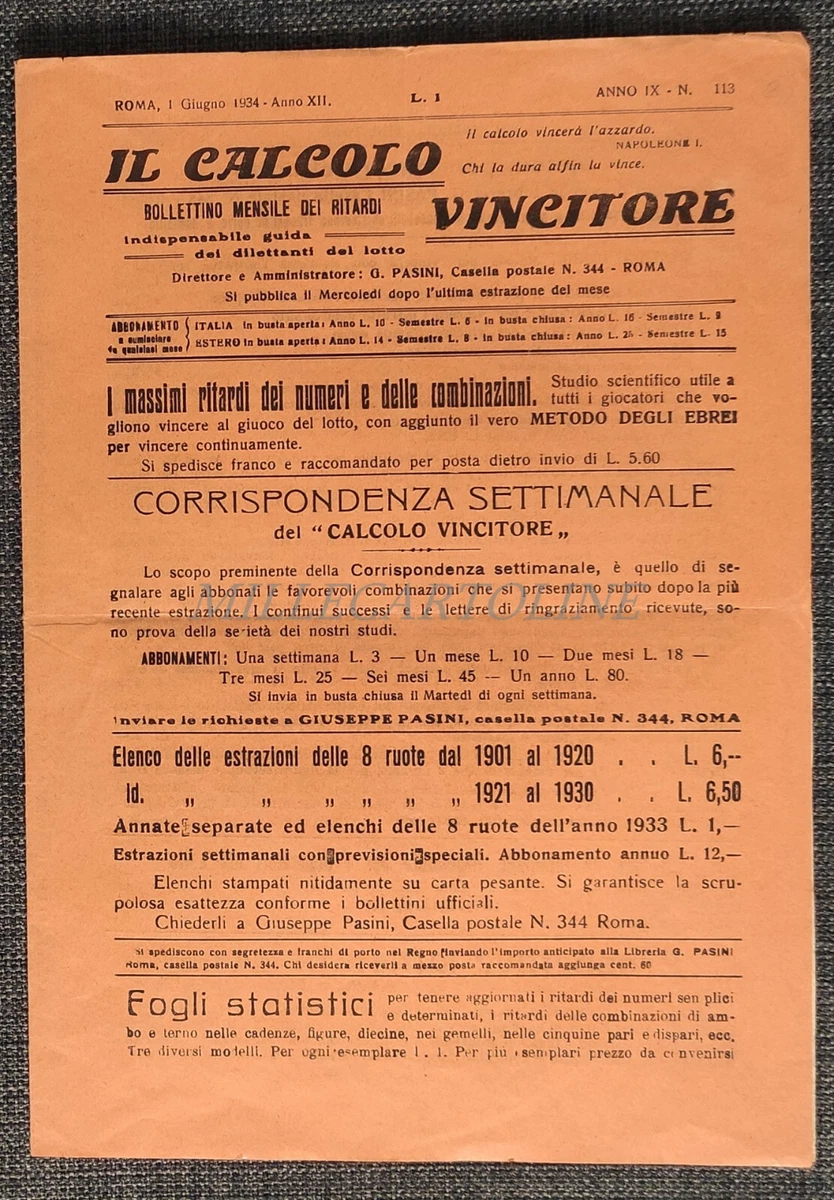 ROMA, 1 Giugno 1934 - Anno XII.
L. 1
ANNO IX - N. 113
IL CALCOLO
Il calcolo vincerà l'azzardo.
NAPOLEONE I.
Chi la dura alfin la vince.
BOLLETTINO MENSILE DEI RITARDI
VINCITORE
indispensabile guida
dei dilettanti del lotto
Direttore e Amministratore: G. PASINI, Casella postale N. 344 - ROMA
Si pubblica il Mercoledì dopo l'ultima estrazione del mese
ABBONAMENTO
a cominciare
da qualsiasi mese
ITALIA in busta aperta: Anno L. 10 - Semestre L. 6 - in busta chiusa: Anno L. 16 - Semestre L. 9
ESTERO in busta aperta: Anno L. 14 - Semestre L. 8 - in busta chiusa: Anno L. 25 - Semestre L. 15
I massimi ritardi dei numeri e delle combinazioni. Studio scientifico utile a
tutti i giocatori che vo-
gliono vincere al giuoco del lotto, con aggiunto il vero METODO DEGLI EBREI
per vincere continuamente.
Si spedisce franco e raccomandato per posta dietro invio di L. 5.60
CORRISPONDENZA SETTIMANALE
del "CALCOLO VINCITORE„
Lo scopo preminente della Corrispondenza settimanale, è quello di se-
gnalare agli abbonati le favorevoli combinazioni che si presentano subito dopo la più
recente estrazione. I continui successi e le lettere di ringraziamento ricevute, so-
no prova della serietà dei nostri studi.
MILLECARTOLINE
ABBONAMENTI: Una settimana L. 3 — Un mese L. 10 — Due mesi L. 18 —
Tre mesi L. 25 — Sei mesi L. 45 — Un anno L. 80.
Si invia in busta chiusa il Martedì di ogni settimana.
Inviare le richieste a GIUSEPPE PASINI, casella postale N. 344, ROMA
Elenco delle estrazioni delle 8 ruote dal 1901 al 1920 . . L. 6,--
Id. „ „ „ „ „ „ 1921 al 1930 . . L. 6,50
Annate separate ed elenchi delle 8 ruote dell'anno 1933 L. 1,—
Estrazioni settimanali con previsioni speciali. Abbonamento annuo L. 12,—
Elenchi stampati nitidamente su carta pesante. Si garantisce la scru-
polosa esattezza conforme i bollettini ufficiali.
Chiederli a Giuseppe Pasini, Casella postale N. 344 Roma.
Si spediscono con segretezza e franchi di porto nel Regno inviando l'importo anticipato alla Libreria G. PASINI
Roma, casella postale N. 344. Chi desidera riceverli a mezzo posta raccomandata aggiunga cent. 60
Fogli statistici per tenere aggiornati i ritardi dei numeri sen plici
e determinati, i ritardi delle combinazioni di am-
bo e terno nelle cadenze, figure, diecine, nei gemelli, nelle cinquine pari e dispari, ecc.
Tre diversi modelli. Per ogni esemplare L. 1. Per più esemplari prezzo da convenirsi